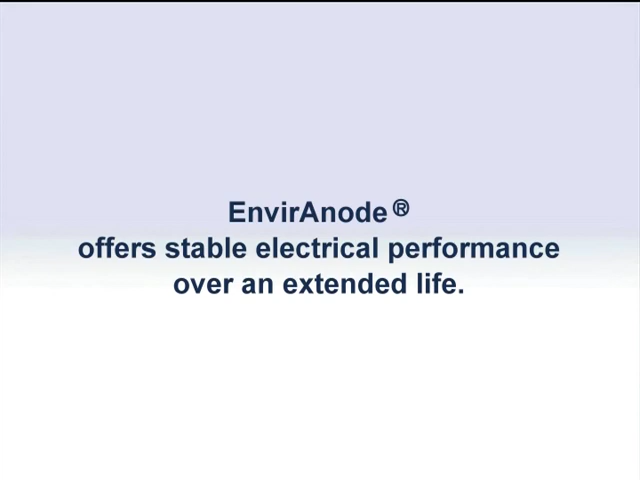 EnvirAnode ®
offers stable electrical performance
over an extended life.